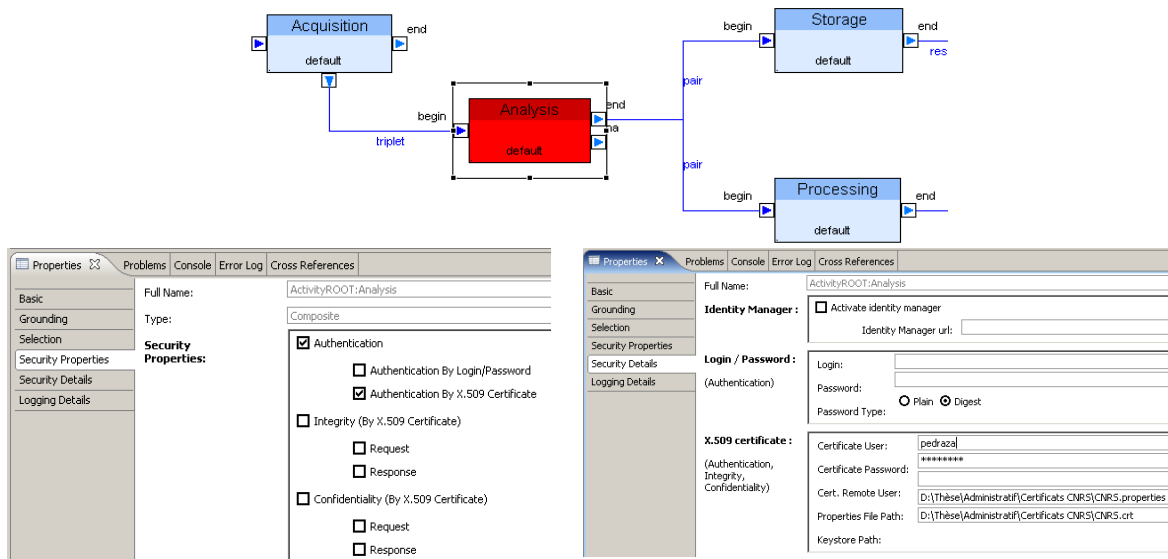 Acquisition
end
default
triplet
begin
Analysis
end
na
default
pair
pair
begin
Storage
end
default
res
begin
Processing
end
default
Properties
Problems
Console
Error Log
Cross References
Basic
Grounding
Selection
Security Properties
Security Details
Logging Details
Full Name:
ActivityROOT:Analysis
Type:
Composite
Security
Properties:
Authentication
Authentication By Login/Password
Authentication By X.509 Certificate
Integrity (By X.509 Certificate)
Request
Response
Confidentiality (By X.509 Certificate)
Request
Response
Properties
Problems
Console
Error Log
Cross References
Basic
Grounding
Selection
Security Properties
Security Details
Logging Details
Full Name:
ActivityROOT:Analysis
Identity Manager :
Activate identity manager
Identity Manager url:
Login / Password :
(Authentication)
Login:
Password:
Password Type:
Plain
Digest
X.509 certificate :
(Authentication,
Integrity,
Confidentiality)
Certificate User:
pedraza
Certificate Password:
********
Cert. Remote User:
D:\Thèse\Administratif\Certificats CNRS\CNRS.properties
Properties File Path:
D:\Thèse\Administratif\Certificats CNRS\CNRS.crt
Keystore Path: